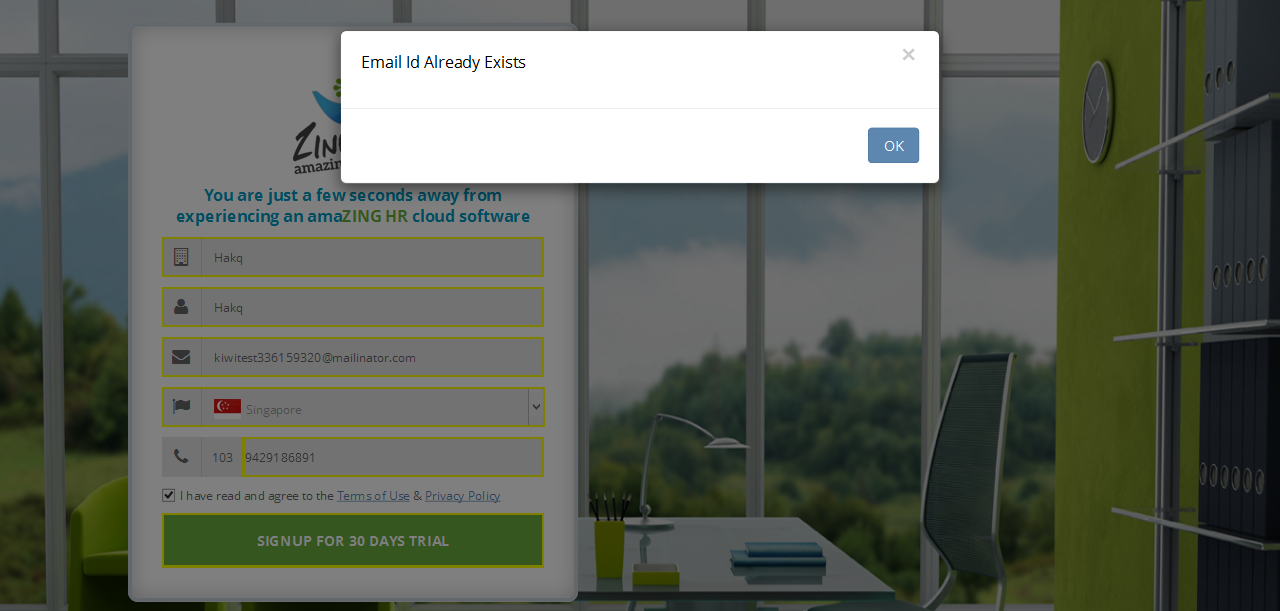 Email Id Already Exists
×
OK
ZIN
amazin
You are just a few seconds away from
experiencing an amaZING HR cloud software
Hakq
Hakq
kiwitest336159320@mailinator.com
Singapore
103 9429186891
I have read and agree to the Terms of Use & Privacy Policy
SIGNUP FOR 30 DAYS TRIAL